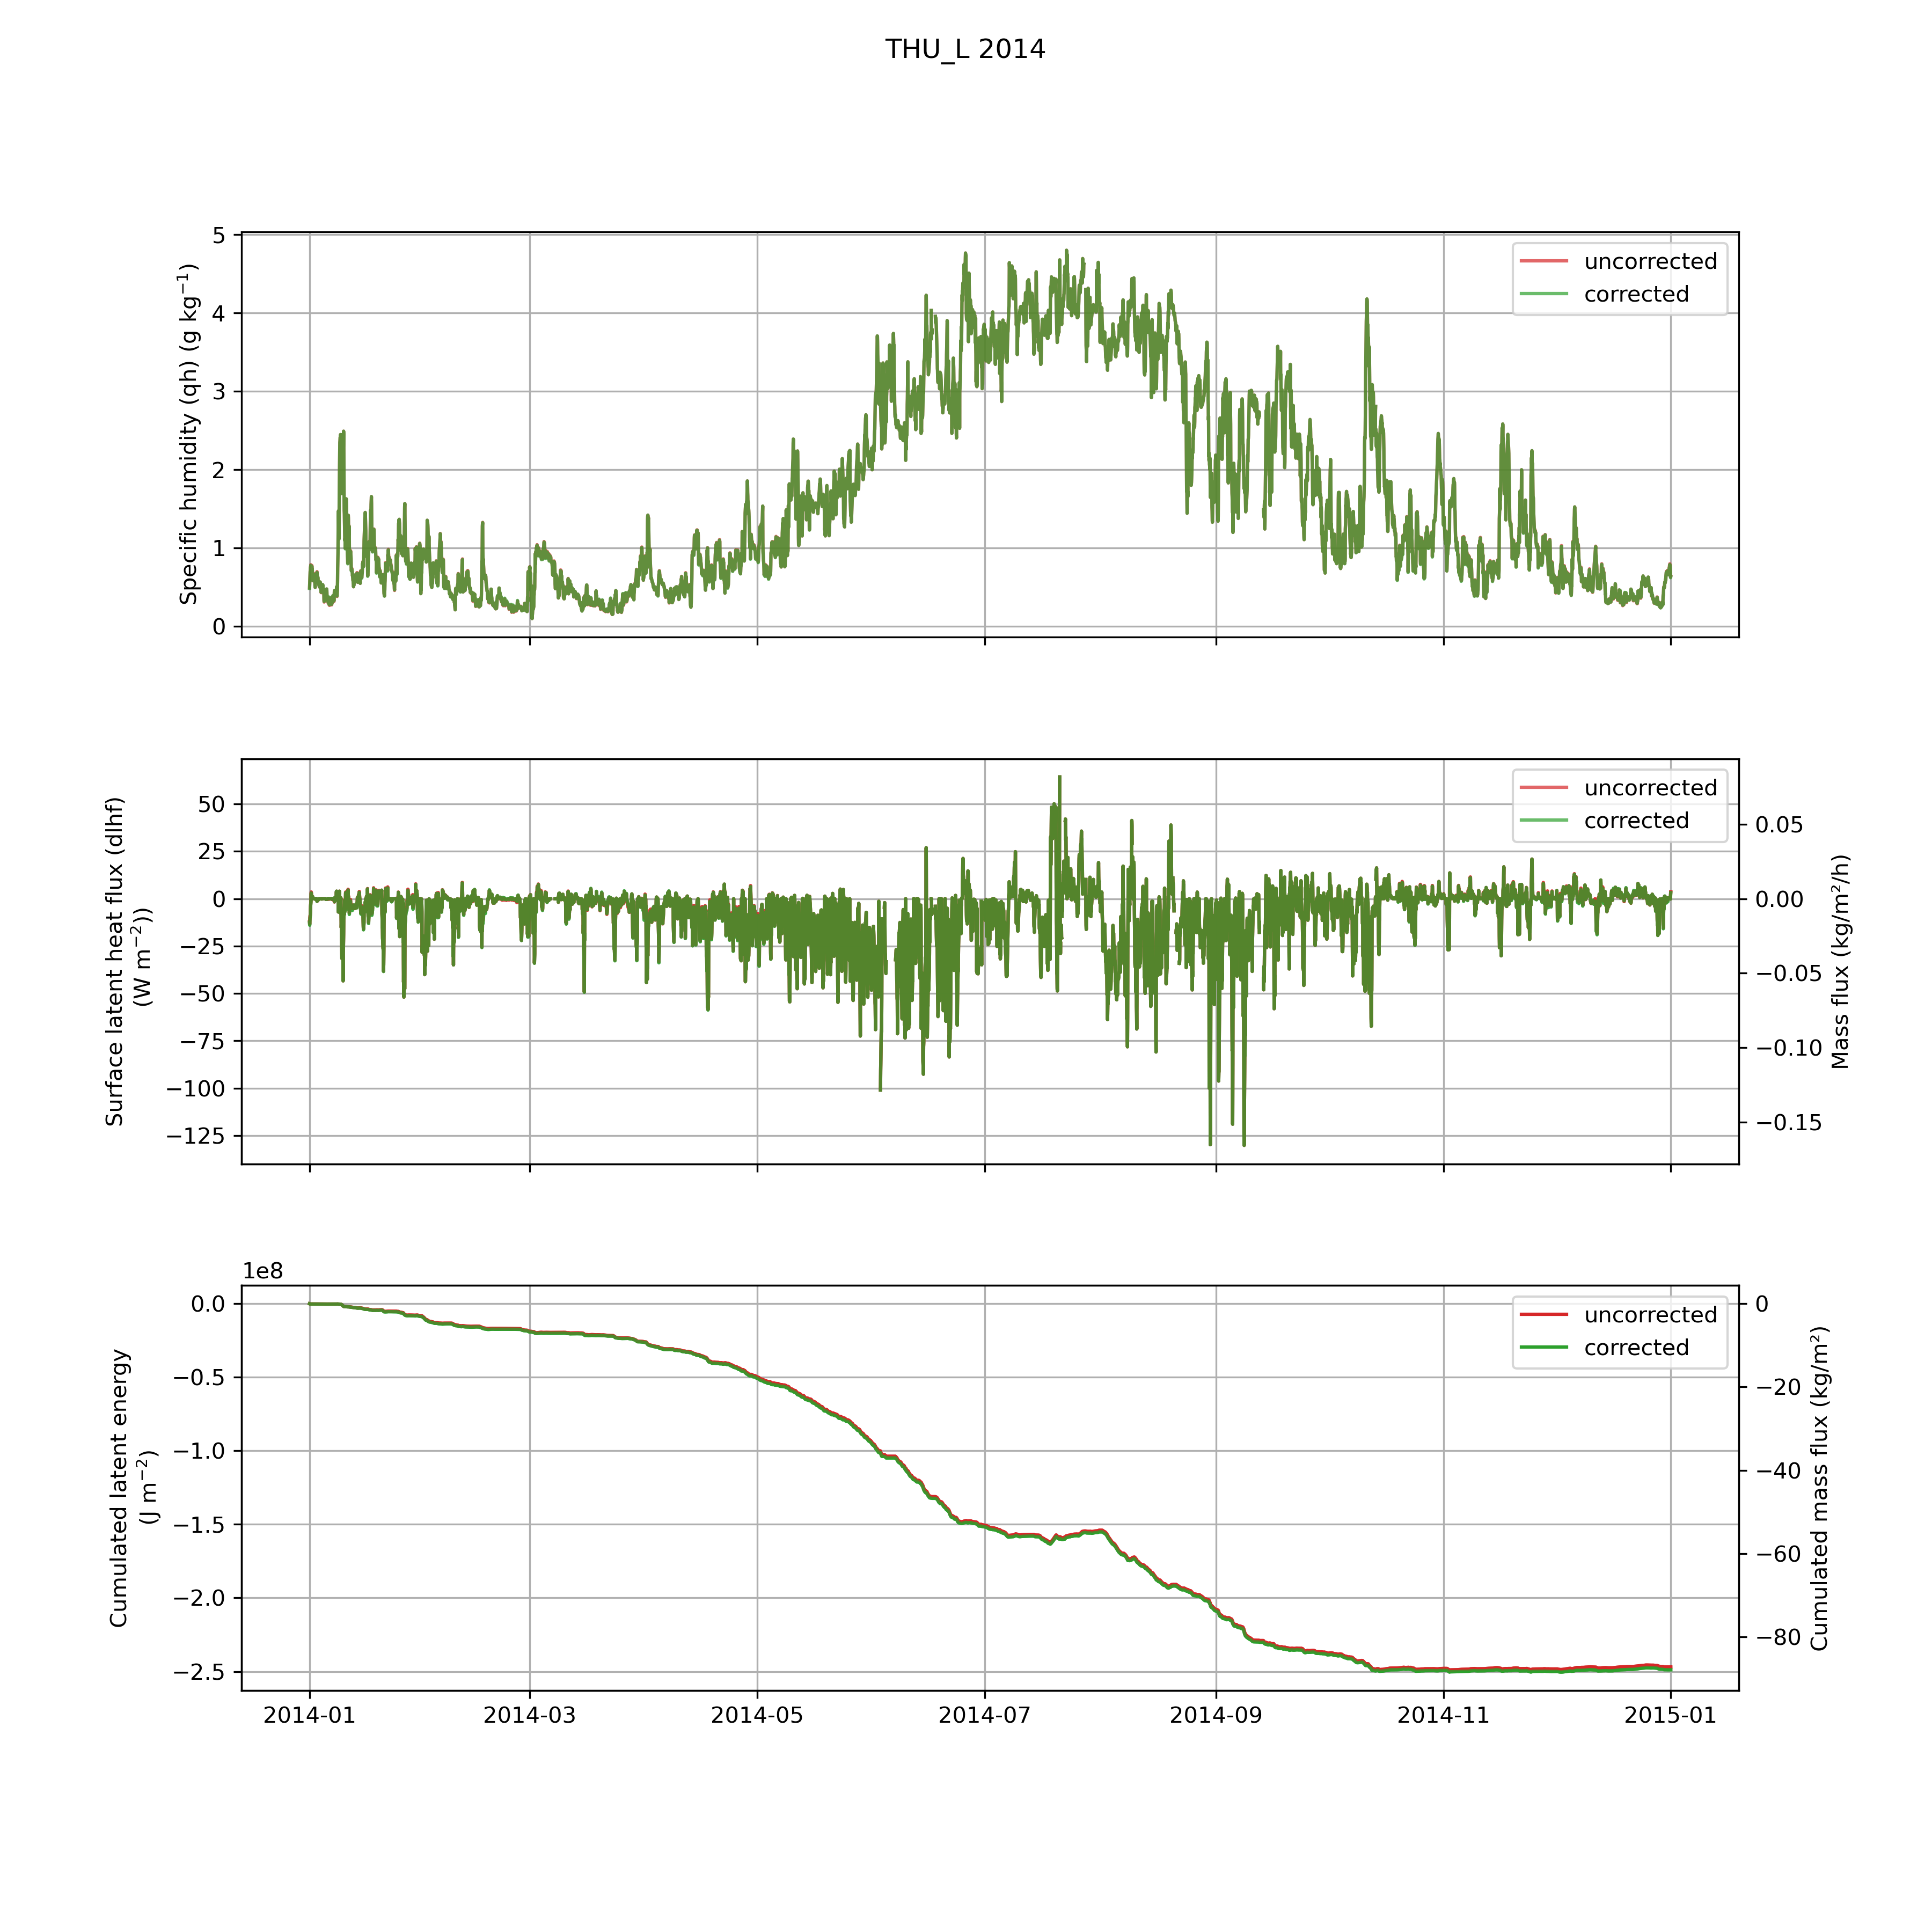 THU_L 2014
Specific humidity (qh) (g kg⁻¹)
5
4
3
2
1
0
uncorrected
corrected
Surface latent heat flux (dlhf)
(W m⁻²))
50
25
0
−25
−50
−75
−100
−125
uncorrected
corrected
0.05
0.00
−0.05
−0.10
−0.15
Mass flux (kg/m²/h)
1e8
Cumulated latent energy
(J m⁻²)
0.0
−0.5
−1.0
−1.5
−2.0
−2.5
uncorrected
corrected
0
−20
−40
−60
−80
Cumulated mass flux (kg/m²)
2014-01 2014-03 2014-05 2014-07 2014-09 2014-11 2015-01